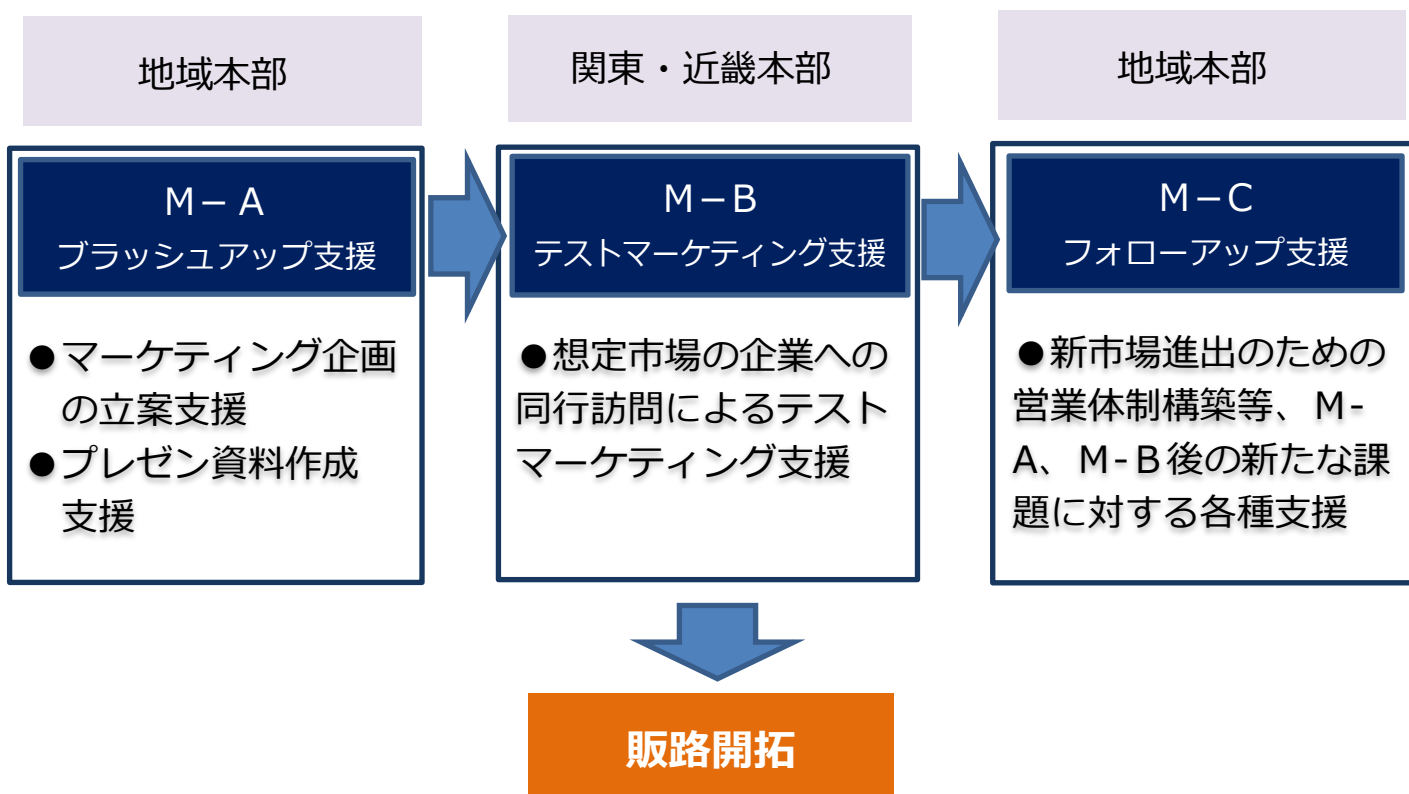 地域本部
関東・近畿本部
地域本部
M－A
ブラッシュアップ支援
●マーケティング企画
の立案支援
●プレゼン資料作成
支援
M－B
テストマーケティング支援
●想定市場の企業への
同行訪問によるテスト
マーケティング支援
M－C
フォローアップ支援
●新市場進出のための
営業体制構築等、M-
A、M-B後の新たな課
題に対する各種支援
販路開拓